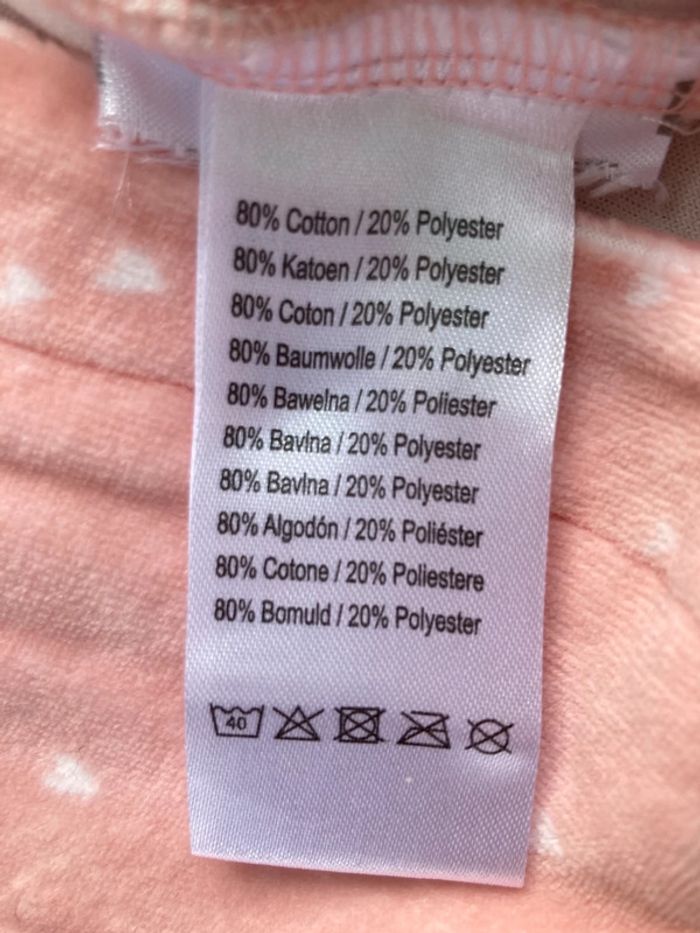 80% Cotton / 20% Polyester
80% Katoen / 20% Polyester
80% Coton / 20% Polyester
80% Baumwolle / 20% Polyester
80% Bawelna / 20% Poliester
80% Bavlna / 20% Polyester
80% Bavlna / 20% Polyester
80% Algodón / 20% Poliéster
80% Cotone / 20% Poliestere
80% Bomuld / 20% Polyester
40